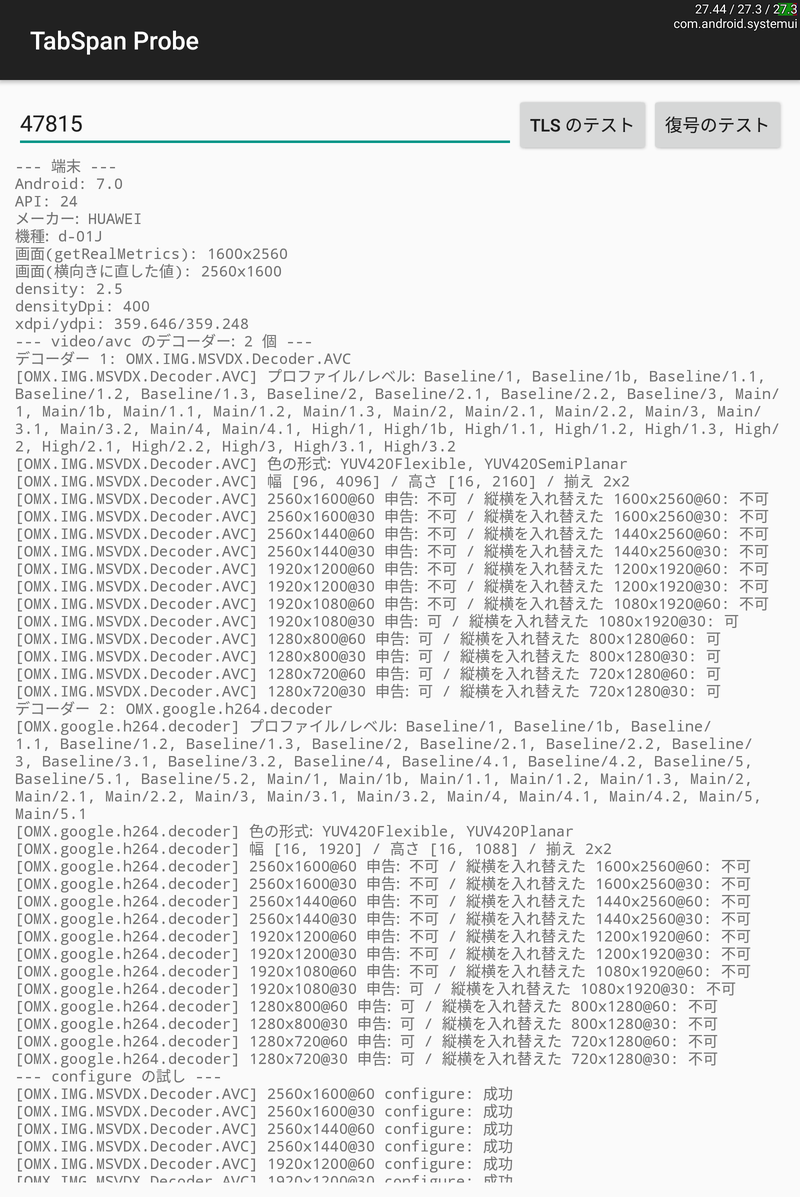 27.44 / 27.3 / 27.3
com.android.systemui
TabSpan Probe
47815
TLS のテスト
復号のテスト
--- 端末 ---
Android: 7.0
API: 24
メーカー: HUAWEI
機種: d-01J
画面(getRealMetrics): 1600x2560
画面(横向きに直した値): 2560x1600
density: 2.5
densityDpi: 400
xdpi/ydpi: 359.646/359.248
--- video/avc のデコーダー: 2 個 ---
デコーダー 1: OMX.IMG.MSVDX.Decoder.AVC
[OMX.IMG.MSVDX.Decoder.AVC] プロファイル/レベル: Baseline/1, Baseline/1b, Baseline/1.1,
Baseline/1.2, Baseline/1.3, Baseline/2, Baseline/2.1, Baseline/2.2, Baseline/3, Main/
1, Main/1b, Main/1.1, Main/1.2, Main/1.3, Main/2, Main/2.1, Main/2.2, Main/3, Main/
3.1, Main/3.2, Main/4, Main/4.1, High/1, High/1b, High/1.1, High/1.2, High/1.3, High/
2, High/2.1, High/2.2, High/3, High/3.1, High/3.2
[OMX.IMG.MSVDX.Decoder.AVC] 色の形式: YUV420Flexible, YUV420SemiPlanar
[OMX.IMG.MSVDX.Decoder.AVC] 幅 [96, 4096] / 高さ [16, 2160] / 揃え 2x2
[OMX.IMG.MSVDX.Decoder.AVC] 2560x1600@60 申告: 不可 / 縦横を入れ替えた 1600x2560@60: 不可
[OMX.IMG.MSVDX.Decoder.AVC] 2560x1600@30 申告: 不可 / 縦横を入れ替えた 1600x2560@30: 不可
[OMX.IMG.MSVDX.Decoder.AVC] 2560x1440@60 申告: 不可 / 縦横を入れ替えた 1440x2560@60: 不可
[OMX.IMG.MSVDX.Decoder.AVC] 2560x1440@30 申告: 不可 / 縦横を入れ替えた 1440x2560@30: 不可
[OMX.IMG.MSVDX.Decoder.AVC] 1920x1200@60 申告: 不可 / 縦横を入れ替えた 1200x1920@60: 不可
[OMX.IMG.MSVDX.Decoder.AVC] 1920x1200@30 申告: 不可 / 縦横を入れ替えた 1200x1920@30: 不可
[OMX.IMG.MSVDX.Decoder.AVC] 1920x1080@60 申告: 不可 / 縦横を入れ替えた 1080x1920@60: 不可
[OMX.IMG.MSVDX.Decoder.AVC] 1920x1080@30 申告: 可 / 縦横を入れ替えた 1080x1920@30: 可
[OMX.IMG.MSVDX.Decoder.AVC] 1280x800@60 申告: 可 / 縦横を入れ替えた 800x1280@60: 可
[OMX.IMG.MSVDX.Decoder.AVC] 1280x800@30 申告: 可 / 縦横を入れ替えた 800x1280@30: 可
[OMX.IMG.MSVDX.Decoder.AVC] 1280x720@60 申告: 可 / 縦横を入れ替えた 720x1280@60: 可
[OMX.IMG.MSVDX.Decoder.AVC] 1280x720@30 申告: 可 / 縦横を入れ替えた 720x1280@30: 可
デコーダー 2: OMX.google.h264.decoder
[OMX.google.h264.decoder] プロファイル/レベル: Baseline/1, Baseline/1b, Baseline/
1.1, Baseline/1.2, Baseline/1.3, Baseline/2, Baseline/2.1, Baseline/2.2, Baseline/
3, Baseline/3.1, Baseline/3.2, Baseline/4, Baseline/4.1, Baseline/4.2, Baseline/5,
Baseline/5.1, Baseline/5.2, Main/1, Main/1b, Main/1.1, Main/1.2, Main/1.3, Main/2,
Main/2.1, Main/2.2, Main/3, Main/3.1, Main/3.2, Main/4, Main/4.1, Main/4.2, Main/5,
Main/5.1
[OMX.google.h264.decoder] 色の形式: YUV420Flexible, YUV420Planar
[OMX.google.h264.decoder] 幅 [16, 1920] / 高さ [16, 1088] / 揃え 2x2
[OMX.google.h264.decoder] 2560x1600@60 申告: 不可 / 縦横を入れ替えた 1600x2560@60: 不可
[OMX.google.h264.decoder] 2560x1600@30 申告: 不可 / 縦横を入れ替えた 1600x2560@30: 不可
[OMX.google.h264.decoder] 2560x1440@60 申告: 不可 / 縦横を入れ替えた 1440x2560@60: 不可
[OMX.google.h264.decoder] 2560x1440@30 申告: 不可 / 縦横を入れ替えた 1440x2560@30: 不可
[OMX.google.h264.decoder] 1920x1200@60 申告: 不可 / 縦横を入れ替えた 1200x1920@60: 不可
[OMX.google.h264.decoder] 1920x1200@30 申告: 不可 / 縦横を入れ替えた 1200x1920@30: 不可
[OMX.google.h264.decoder] 1920x1080@60 申告: 不可 / 縦横を入れ替えた 1080x1920@60: 不可
[OMX.google.h264.decoder] 1920x1080@30 申告: 可 / 縦横を入れ替えた 1080x1920@30: 不可
[OMX.google.h264.decoder] 1280x800@60 申告: 可 / 縦横を入れ替えた 800x1280@60: 不可
[OMX.google.h264.decoder] 1280x800@30 申告: 可 / 縦横を入れ替えた 800x1280@30: 不可
[OMX.google.h264.decoder] 1280x720@60 申告: 可 / 縦横を入れ替えた 720x1280@60: 不可
[OMX.google.h264.decoder] 1280x720@30 申告: 可 / 縦横を入れ替えた 720x1280@30: 不可
--- configure の試し ---
[OMX.IMG.MSVDX.Decoder.AVC] 2560x1600@60 configure: 成功
[OMX.IMG.MSVDX.Decoder.AVC] 2560x1600@30 configure: 成功
[OMX.IMG.MSVDX.Decoder.AVC] 2560x1440@60 configure: 成功
[OMX.IMG.MSVDX.Decoder.AVC] 2560x1440@30 configure: 成功
[OMX.IMG.MSVDX.Decoder.AVC] 1920x1200@60 configure: 成功
[OMX.IMG.MSVDX.Decoder.AVC] 1920x1200@30 configure: 成功